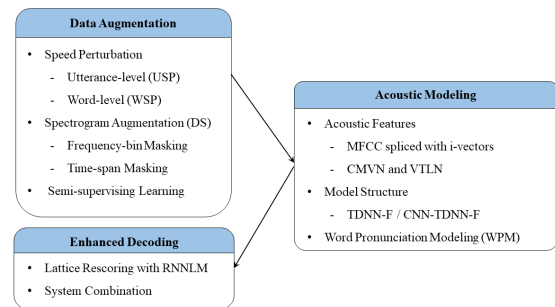 Data Augmentation
• Speed Perturbation
- Utterance-level (USP)
- Word-level (WSP)
• Spectrogram Augmentation (DS)
- Frequency-bin Masking
- Time-span Masking
• Semi-supervising Learning
Acoustic Modeling
• Acoustic Features
- MFCC spliced with i-vectors
- CMVN and VTLN
• Model Structure
- TDNN-F / CNN-TDNN-F
• Word Pronunciation Modeling (WPM)
Enhanced Decoding
• Lattice Rescoring with RNNLM
• System Combination